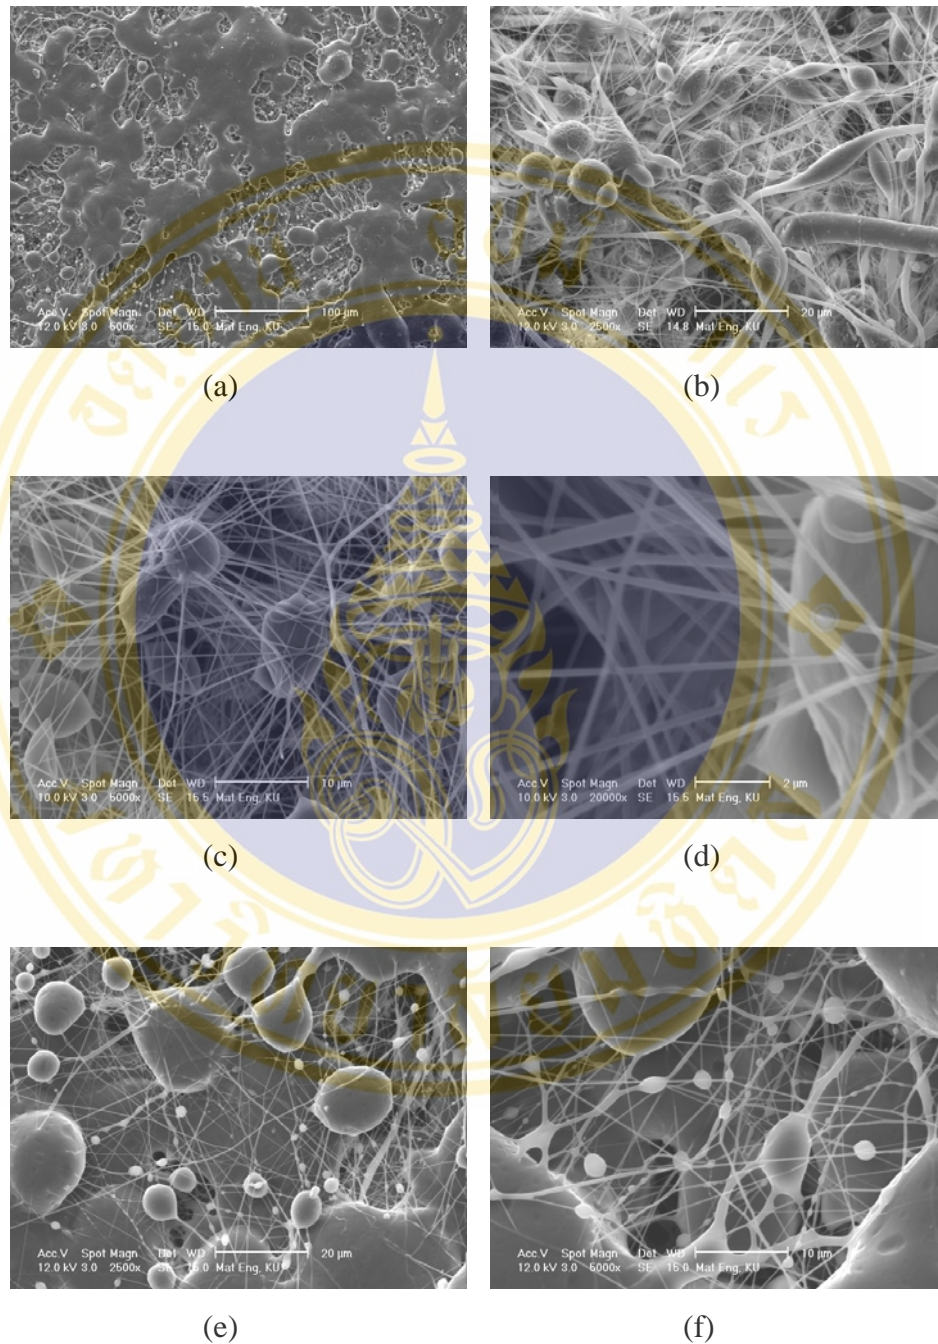 Acc.V Spot Magn Det WD 100 µm
12.0 kV 3.0 500x SE 15.0 Mat Eng, KU
Acc.V Spot Magn Det WD 20 µm
12.0 kV 3.0 2500x SE 14.8 Mat Eng, KU
(a)
(b)
Acc.V Spot Magn Det WD 10 µm
10.0 kV 3.0 5000x SE 15.5 Mat Eng, KU
Acc.V Spot Magn Det WD 2 µm
10.0 kV 3.0 20000x SE 15.5 Mat Eng, KU
(c)
(d)
Acc.V Spot Magn Det WD 20 µm
12.0 kV 3.0 2500x SE 15.0 Mat Eng, KU
Acc.V Spot Magn Det WD 10 µm
12.0 kV 3.0 5000x SE 15.0 Mat Eng, KU
(e)
(f)